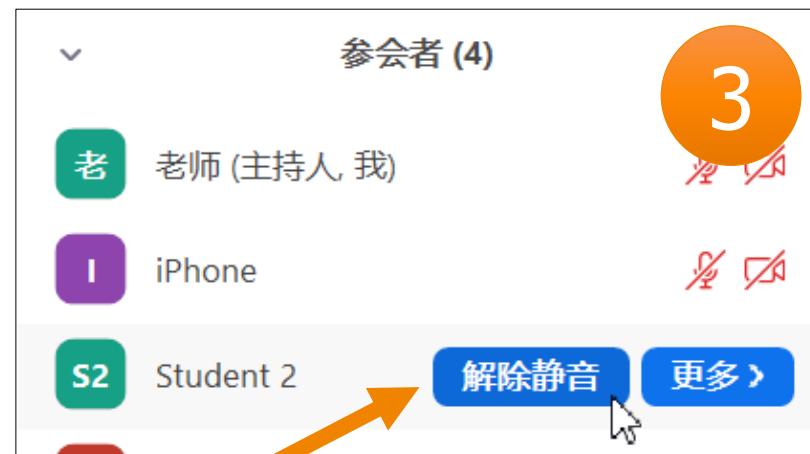 参会者 (4)
3
老 老师 (主持人, 我)
I iPhone
S2 Student 2 解除静音 更多 >